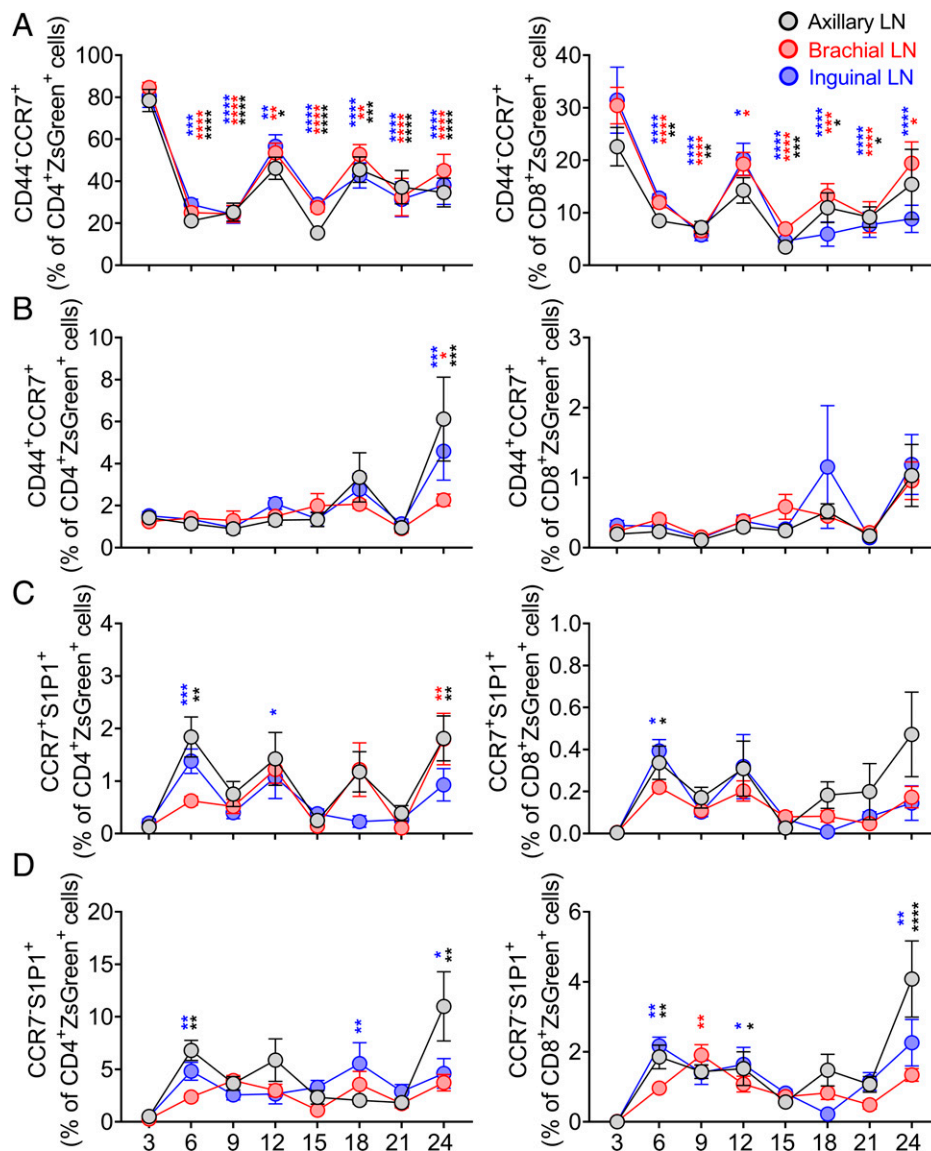 A
Axillary LN
Brachial LN
Inguinal LN
CD44⁻CCR7⁺
(% of CD4⁺ZsGreen⁺ cells)
100
80
60
40
20
0
**** **** ****
**** **** ****
** ** *
**** **** ****
**** ** ***
**** **** ****
**** **** ****
CD44⁻CCR7⁺
(% of CD8⁺ZsGreen⁺ cells)
40
30
20
10
0
**** **** **
**** **** **
* *
**** **** ***
**** *** *
**** **** *
**** *
B
CD44⁺CCR7⁺
(% of CD4⁺ZsGreen⁺ cells)
10
8
6
4
2
0
*** * ***
CD44⁺CCR7⁺
(% of CD8⁺ZsGreen⁺ cells)
3
2
1
0
C
CCR7⁺S1P1⁺
(% of CD4⁺ZsGreen⁺ cells)
4
3
2
1
0
*** **
*
** **
CCR7⁺S1P1⁺
(% of CD8⁺ZsGreen⁺ cells)
1.0
0.8
0.6
0.4
0.2
0.0
* *
D
CCR7⁻S1P1⁺
(% of CD4⁺ZsGreen⁺ cells)
20
15
10
5
0
** **
**
* **
3 6 9 12 15 18 21 24
CCR7⁻S1P1⁺
(% of CD8⁺ZsGreen⁺ cells)
6
4
2
0
** **
**
* *
** ****
3 6 9 12 15 18 21 24